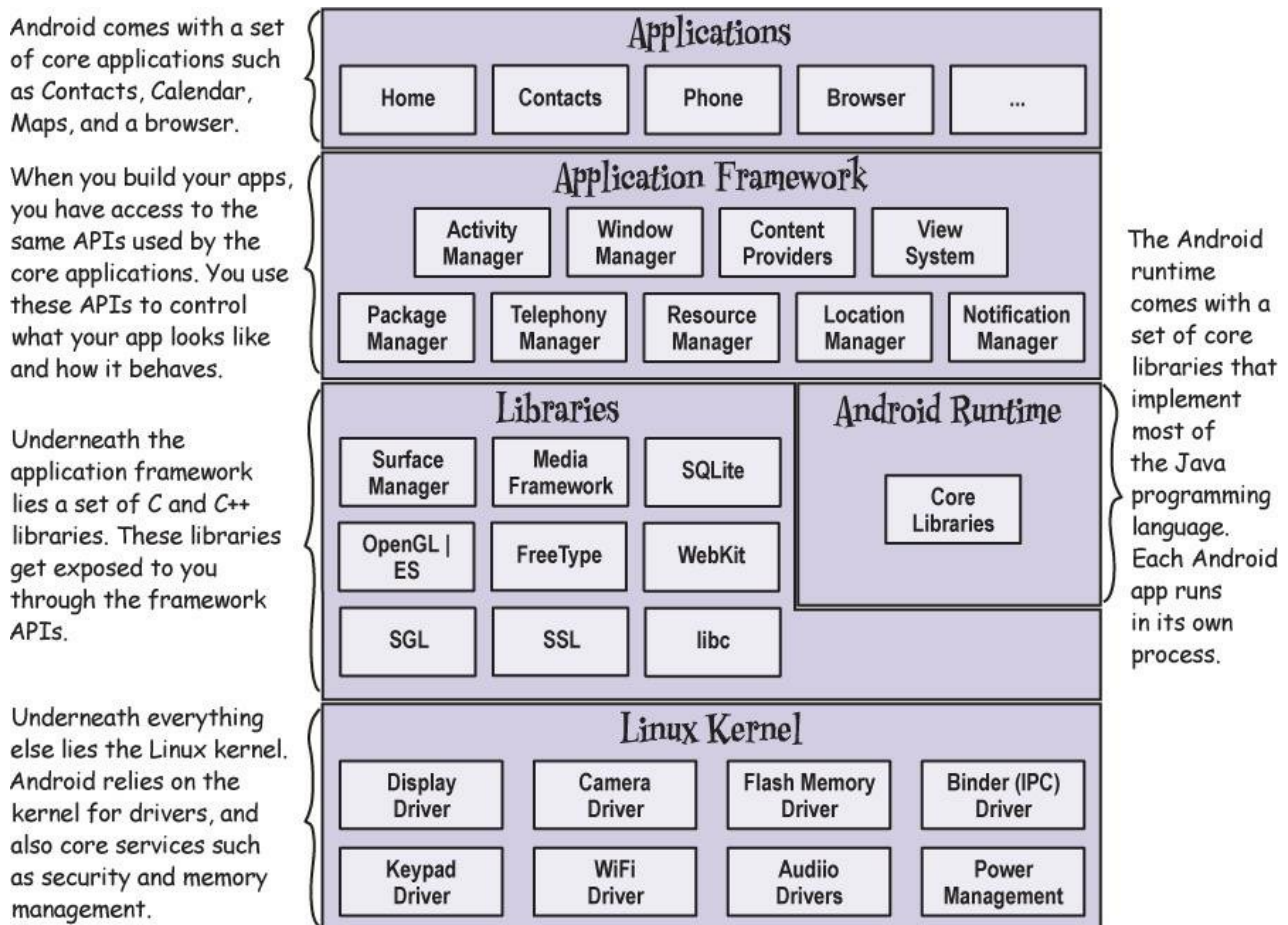 Android comes with a set
of core applications such
as Contacts, Calendar,
Maps, and a browser.
Applications
Home
Contacts
Phone
Browser
...
When you build your apps,
you have access to the
same APIs used by the
core applications. You use
these APIs to control
what your app looks like
and how it behaves.
Application Framework
Activity
Manager
Window
Manager
Content
Providers
View
System
Package
Manager
Telephony
Manager
Resource
Manager
Location
Manager
Notification
Manager
Underneath the
application framework
lies a set of C and C++
libraries. These libraries
get exposed to you
through the framework
APIs.
Libraries
Surface
Manager
Media
Framework
SQLite
OpenGL |
ES
FreeType
WebKit
SGL
SSL
libc
Android Runtime
Core
Libraries
The Android
runtime
comes with a
set of core
libraries that
implement
most of
the Java
programming
language.
Each Android
app runs
in its own
process.
Underneath everything
else lies the Linux kernel.
Android relies on the
kernel for drivers, and
also core services such
as security and memory
management.
Linux Kernel
Display
Driver
Camera
Driver
Flash Memory
Driver
Binder (IPC)
Driver
Keypad
Driver
WiFi
Driver
Audiio
Drivers
Power
Management